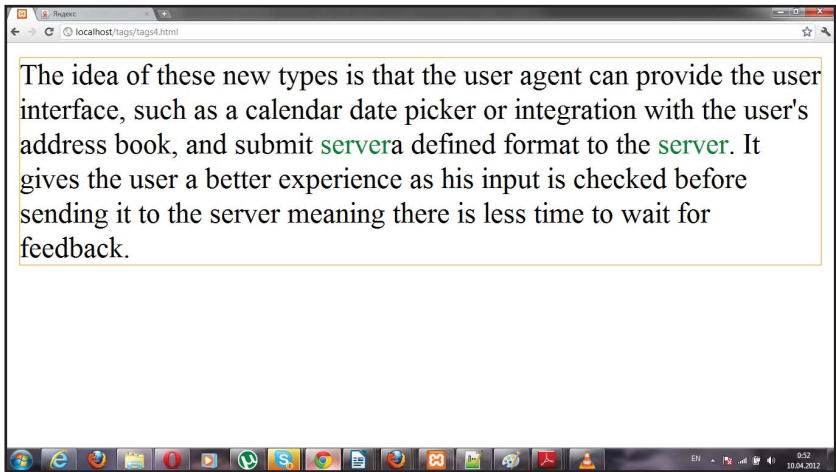 Яндекс
localhost/tags/tags4.html
The idea of these new types is that the user agent can provide the user
interface, such as a calendar date picker or integration with the user's
address book, and submit servera defined format to the server. It
gives the user a better experience as his input is checked before
sending it to the server meaning there is less time to wait for
feedback.
EN
0:52
10.04.2012